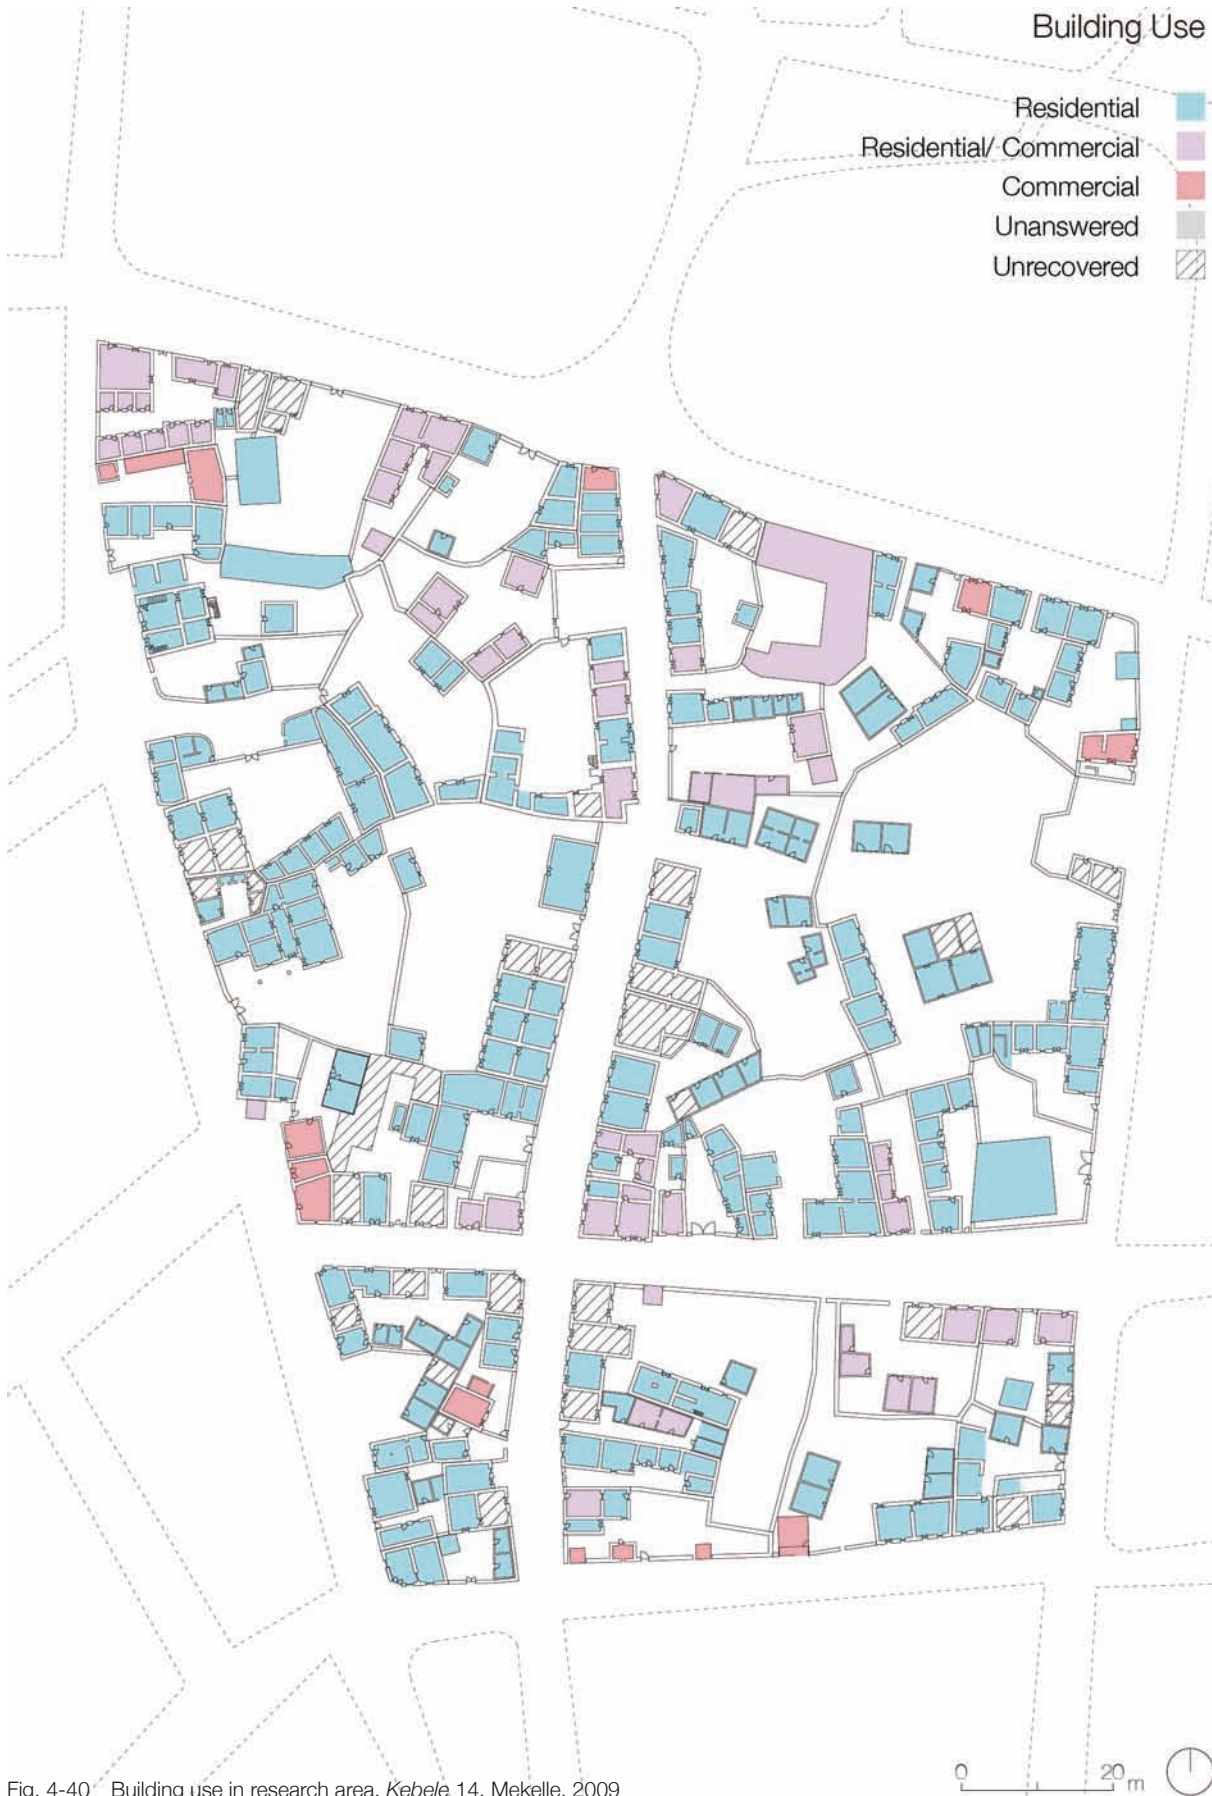 Building Use
Residential
Residential/ Commercial
Commercial
Unanswered
Unrecovered
0 20 m
Fig. 4-40 Building use in research area, Kebele 14, Mekelle, 2009